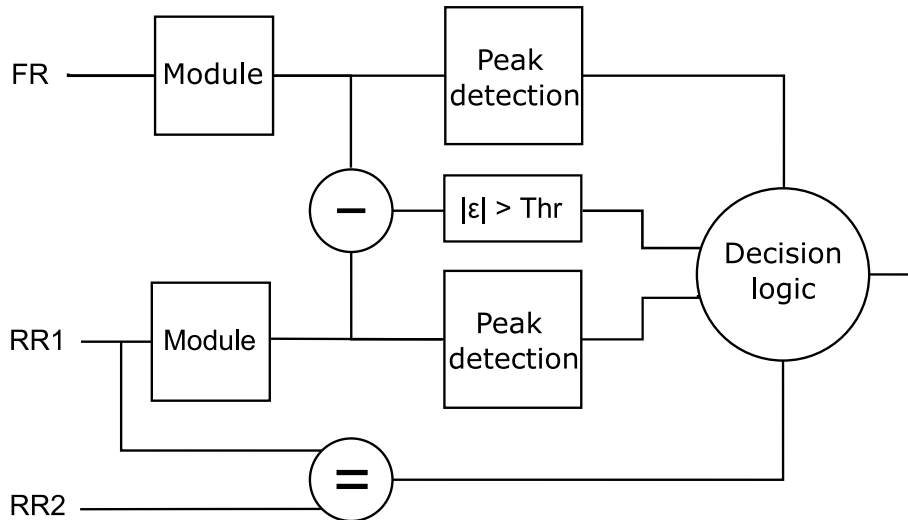 FR
Module
Peak
detection
−
|ε| > Thr
Decision
logic
RR1
Module
Peak
detection
=
RR2